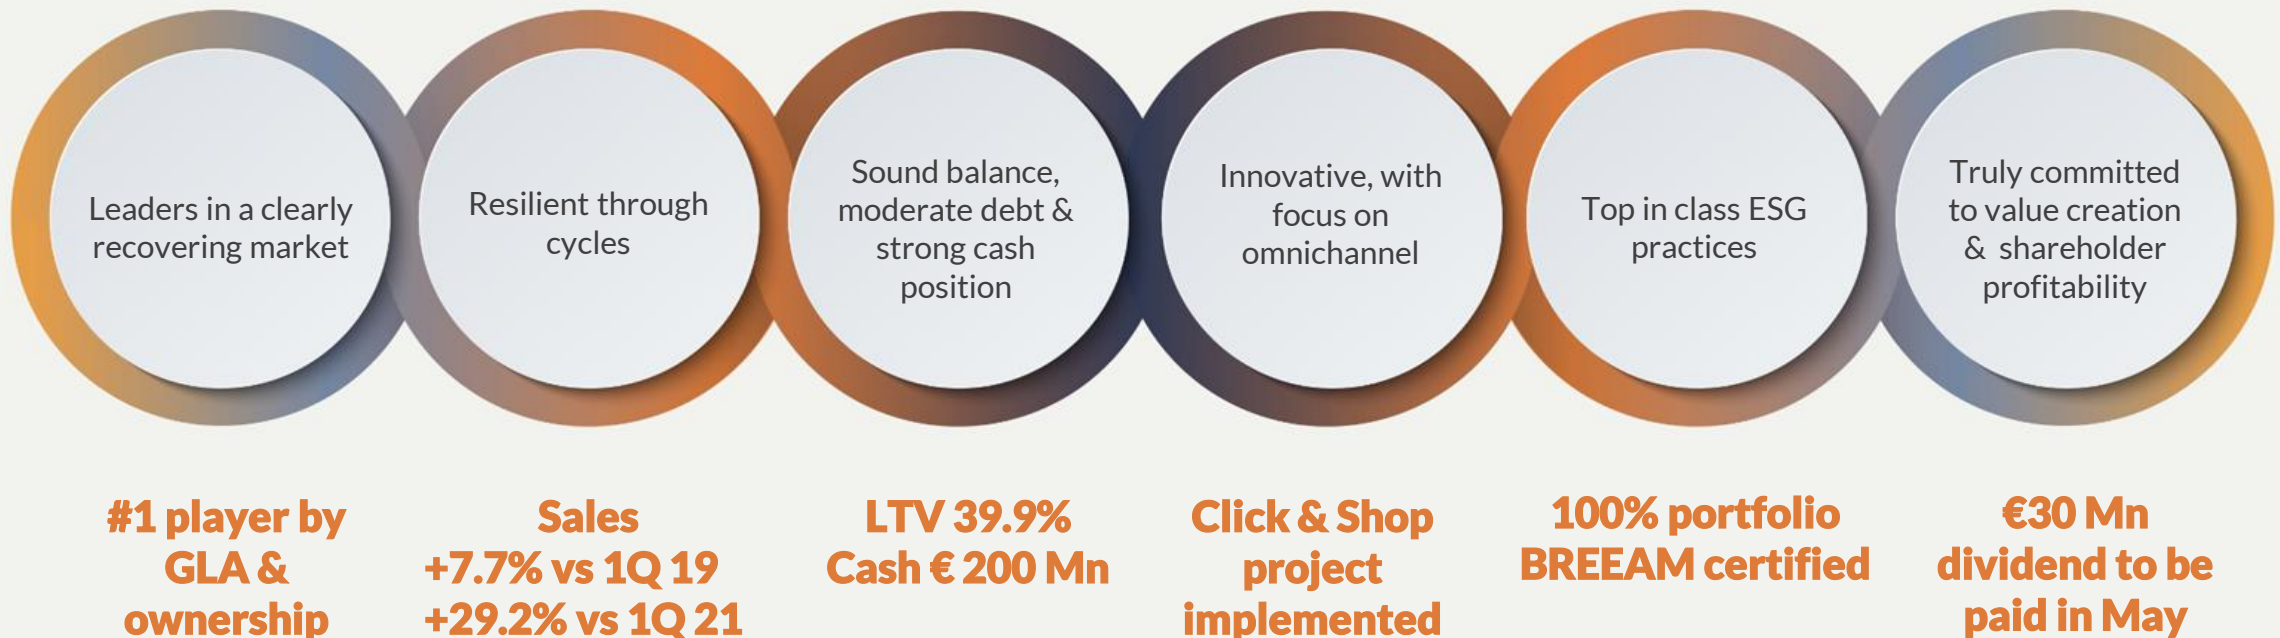 Leaders in a clearly
recovering market
Resilient through
cycles
Sound balance,
moderate debt &
strong cash
position
Innovative, with
focus on
omnichannel
Top in class ESG
practices
Truly committed
to value creation
& shareholder
profitability
#1 player by
GLA &
ownership
Sales
+7.7% vs 1Q 19
+29.2% vs 1Q 21
LTV 39.9%
Cash € 200 Mn
Click & Shop
project
implemented
100% portfolio
BREEAM certified
€30 Mn
dividend to be
paid in May